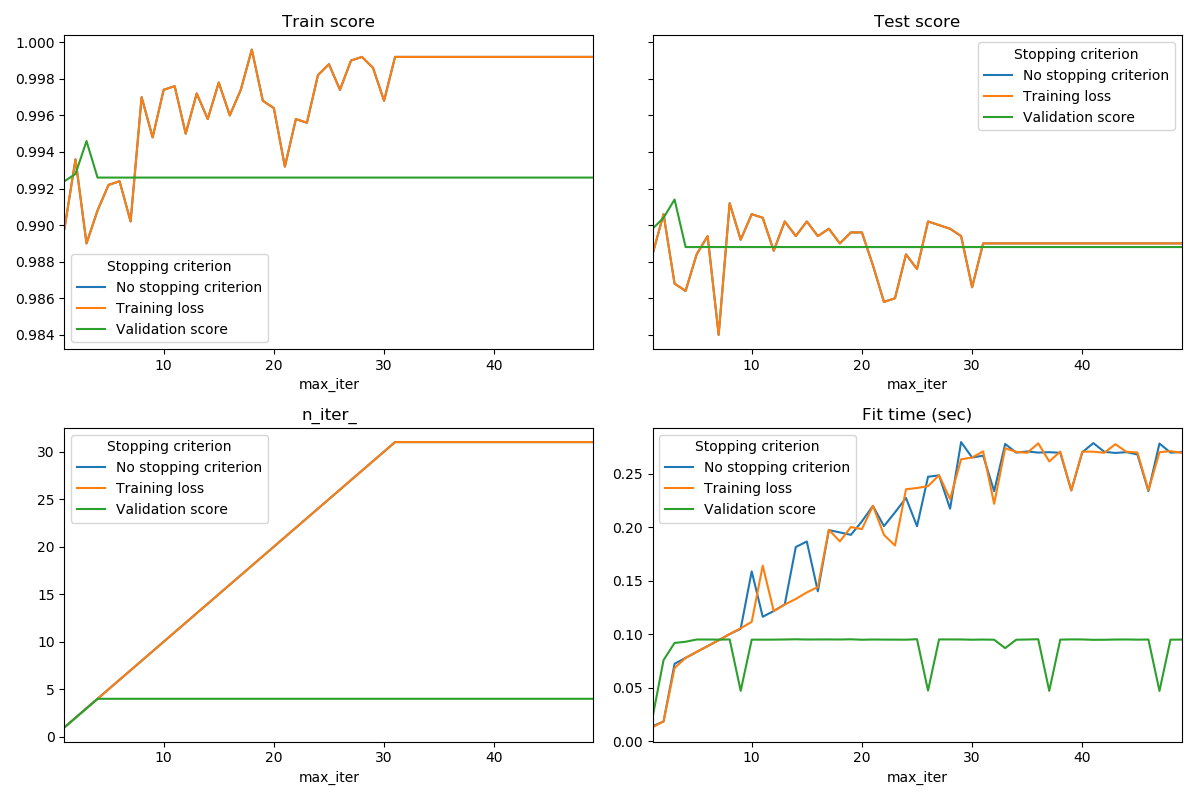 Train score
1.000
0.998
0.996
0.994
0.992
0.990
0.988
0.986
0.984
Stopping criterion
No stopping criterion
Training loss
Validation score
10 20 30 40
max_iter
Test score
Stopping criterion
No stopping criterion
Training loss
Validation score
10 20 30 40
max_iter
n_iter_
30
25
20
15
10
5
0
Stopping criterion
No stopping criterion
Training loss
Validation score
10 20 30 40
max_iter
Fit time (sec)
0.25
0.20
0.15
0.10
0.05
0.00
Stopping criterion
No stopping criterion
Training loss
Validation score
10 20 30 40
max_iter